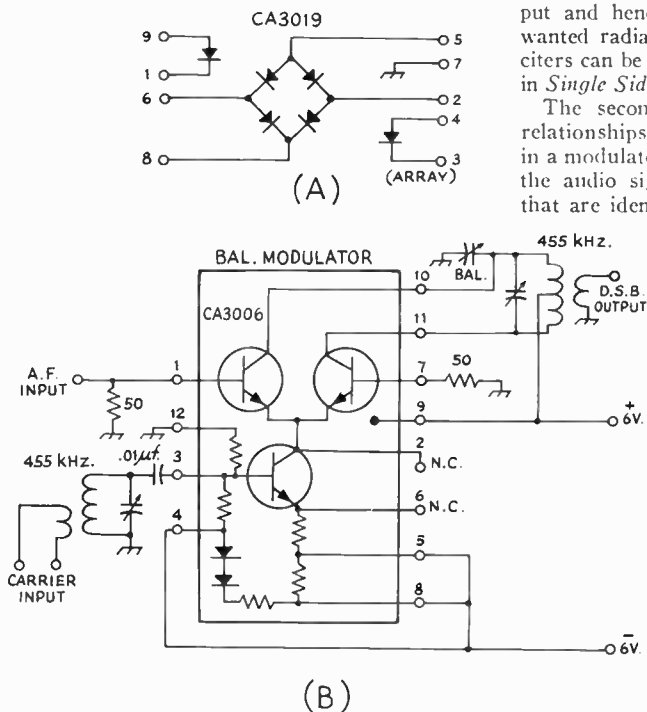 CA3019
9
1
6
8
5
7
2
4
3
(ARRAY)
(A)
put and henc
wanted radia
citers can be
in Single Sid
The secon
relationships
in a modulato
the audio sig
that are iden
BAL. MODULATOR
CA3006
455 kHz.
BAL.
D.S.B.
OUTPUT
10
11
A.F.
INPUT
1
50
12
.01μf.
3
455 kHz.
4
CARRIER
INPUT
7
50
9
+
6V.
2
N.C.
6
N.C.
5
8
–
6V.
(B)